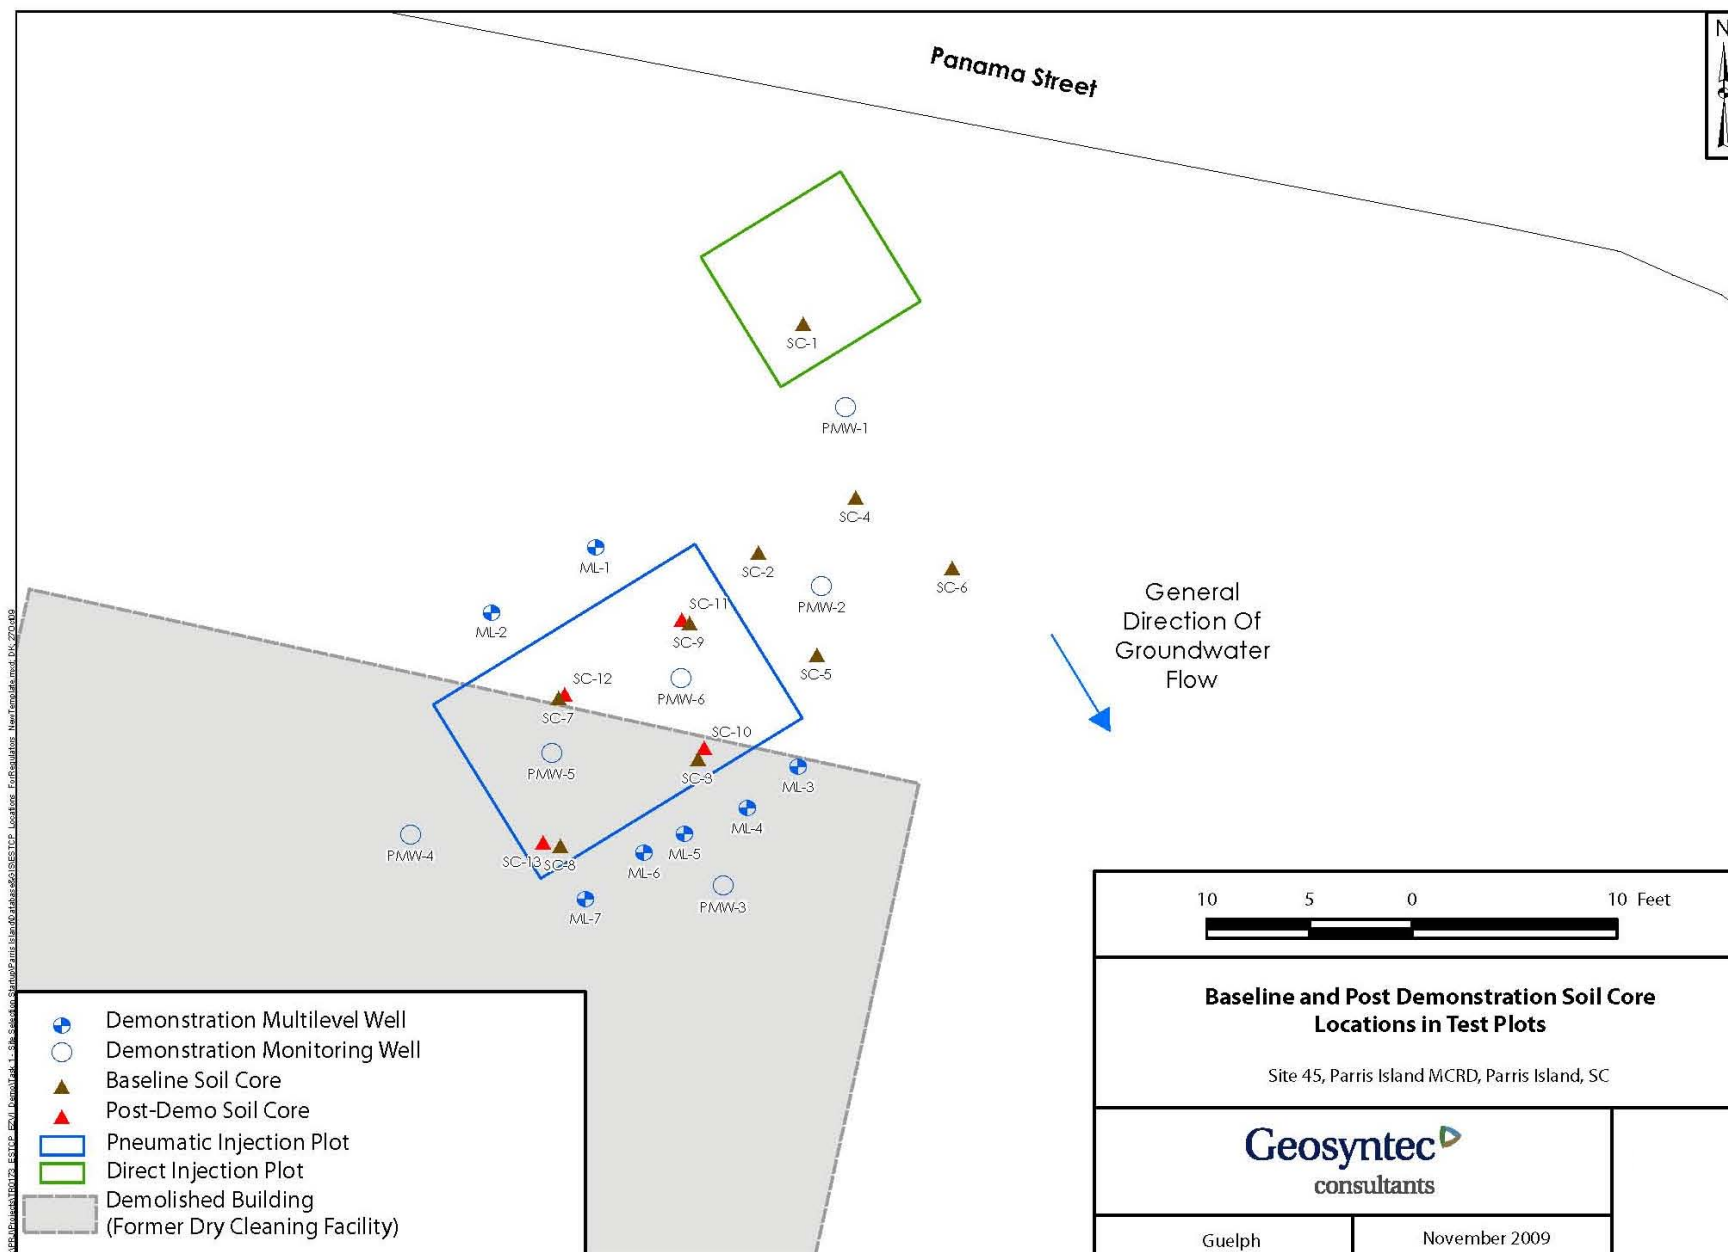 Panama Street
N
SC-1
PMW-1
SC-4
ML-1
SC-2
SC-6
PMW-2
ML-2
SC-11
SC-9
SC-5
SC-12
PMW-6
SC-7
SC-10
PMW-5
SC-3
ML-3
ML-4
PMW-4
ML-5
SC-13
SC-8
ML-6
PMW-3
ML-7
General
Direction Of
Groundwater
Flow
10 5 0 10 Feet
Baseline and Post Demonstration Soil Core
Locations in Test Plots
Site 45, Parris Island MCRD, Parris Island, SC
Geosyntec
consultants
Guelph
November 2009
Demonstration Multilevel Well
Demonstration Monitoring Well
Baseline Soil Core
Post-Demo Soil Core
Pneumatic Injection Plot
Direct Injection Plot
Demolished Building
(Former Dry Cleaning Facility)